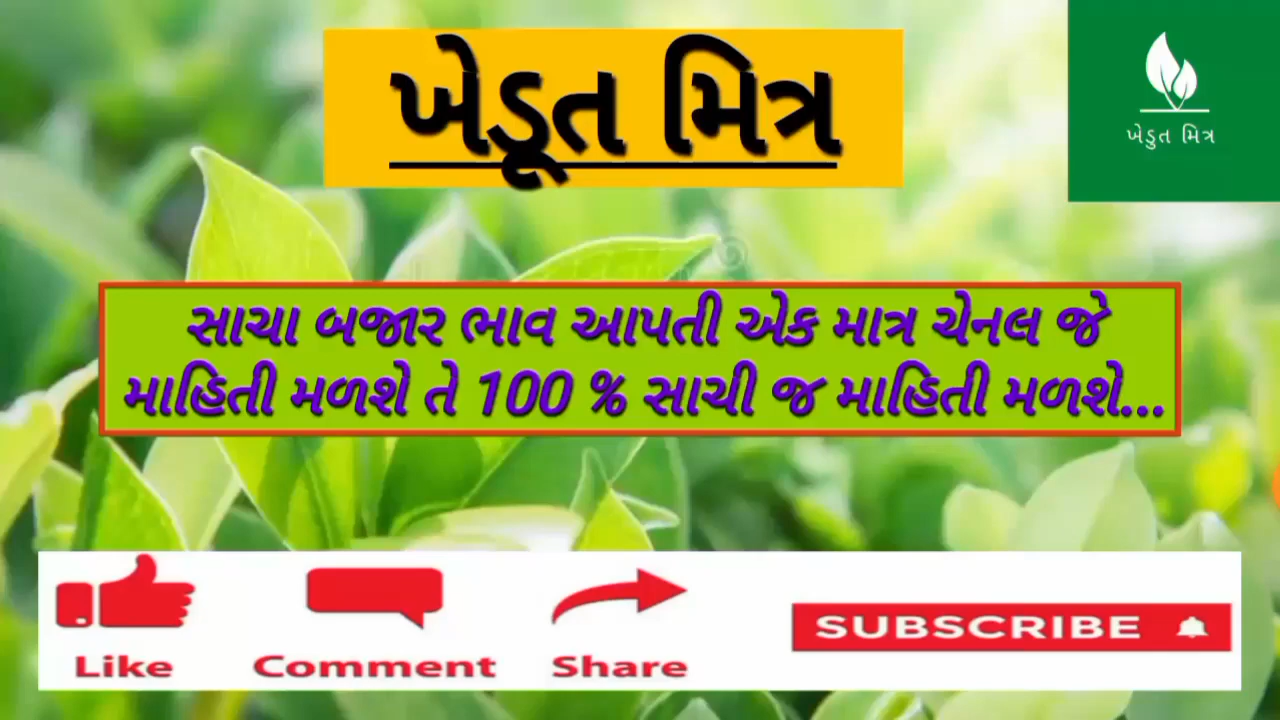 ખેડૂત મિત્ર
ખેડુત મિત્ર
સાચા બજાર ભાવ આપતી એક માત્ર ચેનલ જે
માહિતી મળશે તે 100 % સાચી જ માહિતી મળશે...
Like
Comment
Share
SUBSCRIBE